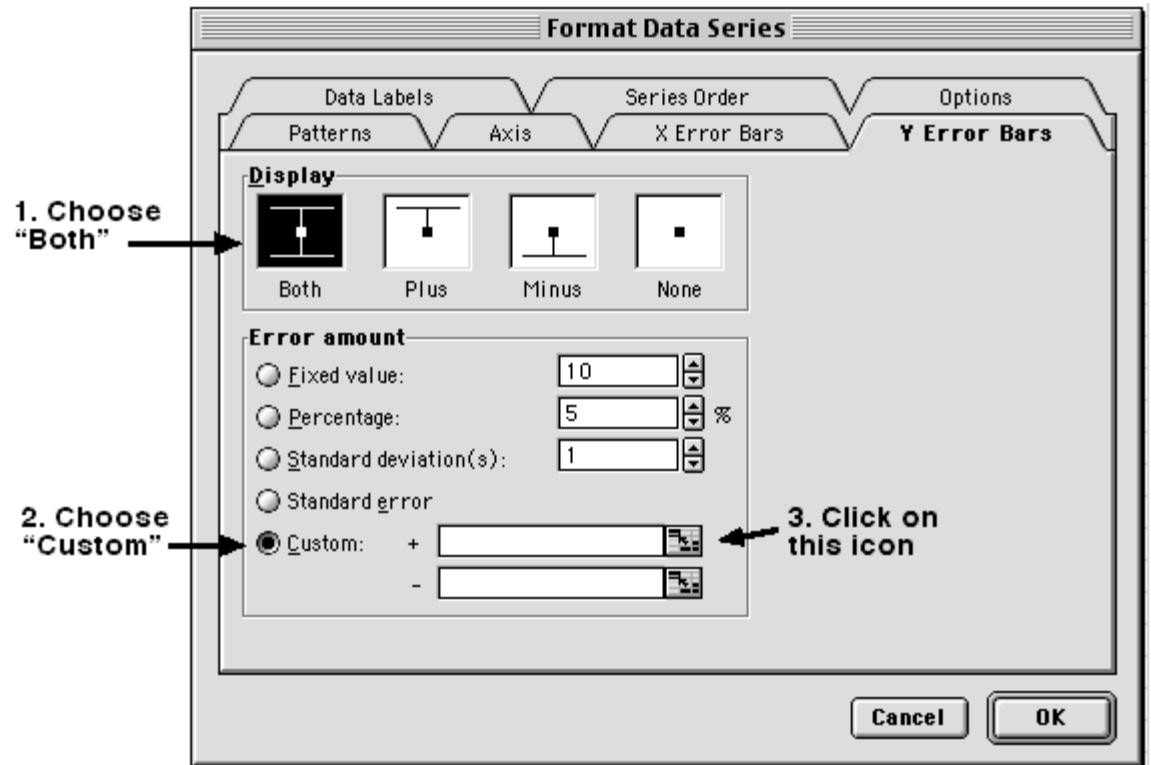 Format Data Series
Data Labels Series Order Options
Patterns Axis X Error Bars Y Error Bars
Display
1. Choose
“Both”
Both Plus Minus None
Error amount
Fixed value: 10
Percentage: 5 %
Standard deviation(s): 1
Standard error
2. Choose
“Custom”
Custom: +
3. Click on
this icon
-
Cancel OK